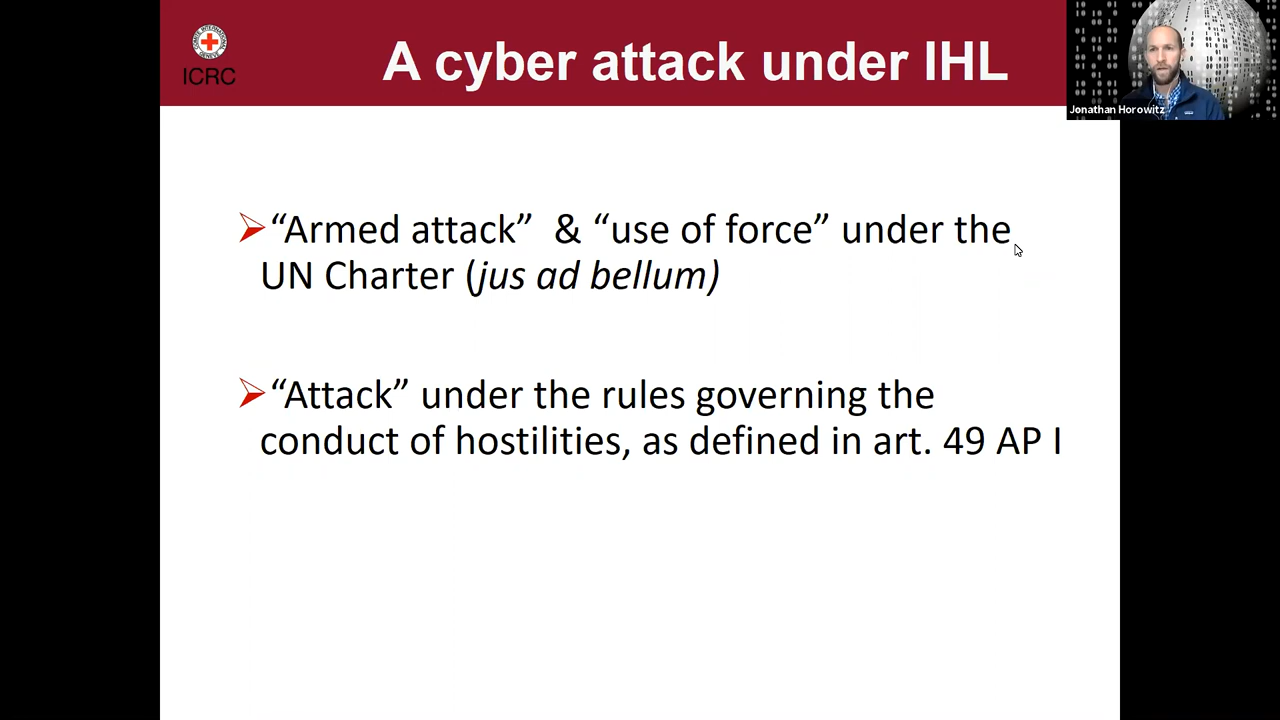 ICRC
A cyber attack under IHL
Jonathan Horowitz
“Armed attack”  & “use of force” under the
UN Charter (jus ad bellum)
“Attack” under the rules governing the
conduct of hostilities, as defined in art. 49 AP I